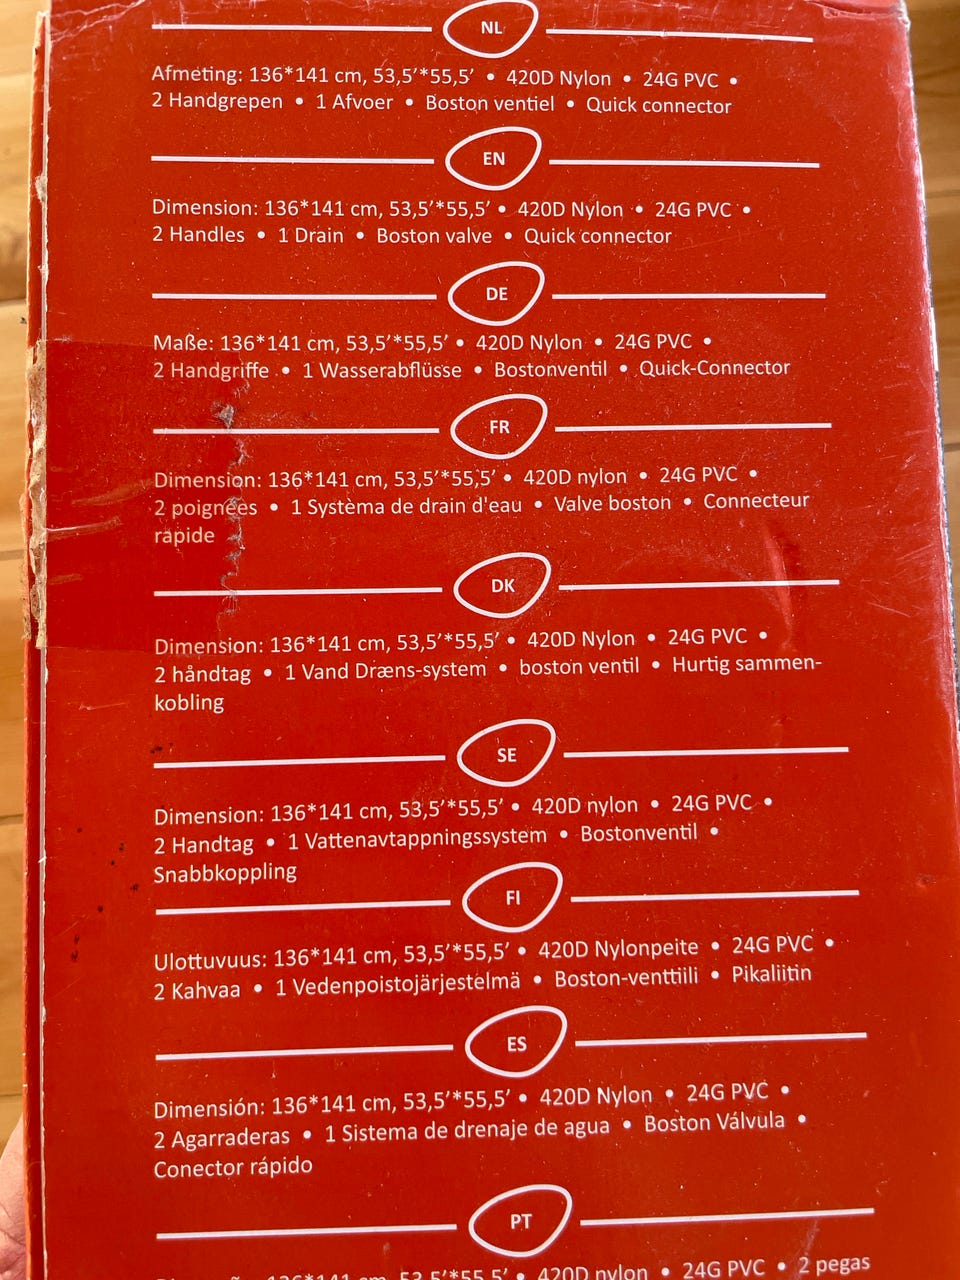 NL
Afmeting: 136*141 cm, 53,5’*55,5’ • 420D Nylon • 24G PVC •
2 Handgrepen • 1 Afvoer • Boston ventiel • Quick connector
EN
Dimension: 136*141 cm, 53,5’*55,5’ • 420D Nylon • 24G PVC •
2 Handles • 1 Drain • Boston valve • Quick connector
DE
Maße: 136*141 cm, 53,5’*55,5’ • 420D Nylon • 24G PVC •
2 Handgriffe • 1 Wasserabflüsse • Bostonventil • Quick-Connector
FR
Dimension: 136*141 cm, 53,5’*55,5’ • 420D nylon • 24G PVC •
2 poignées • 1 Systèma de drain d'eau • Valve boston • Connecteur
rapide
DK
Dimension: 136*141 cm, 53,5’*55,5’ • 420D Nylon • 24G PVC •
2 håndtag • 1 Vand Dræns-system • boston ventil • Hurtig sammen-
kobling
SE
Dimension: 136*141 cm, 53,5’*55,5’ • 420D nylon • 24G PVC •
2 Handtag • 1 Vattenavtappningssystem • Bostonventil •
Snabbkoppling
FI
Ulottuvuus: 136*141 cm, 53,5’*55,5’ • 420D Nylonpeite • 24G PVC •
2 Kahvaa • 1 Vedenpoistojärjestelmä • Boston-venttiili • Pikaliitin
ES
Dimensión: 136*141 cm, 53,5’*55,5’ • 420D Nylon • 24G PVC •
2 Agarraderas • 1 Sistema de drenaje de agua • Boston Válvula •
Conector rápido
PT
136*141 cm, 53,5’*55,5’ • 420D nylon • 24G PVC • 2 pegas